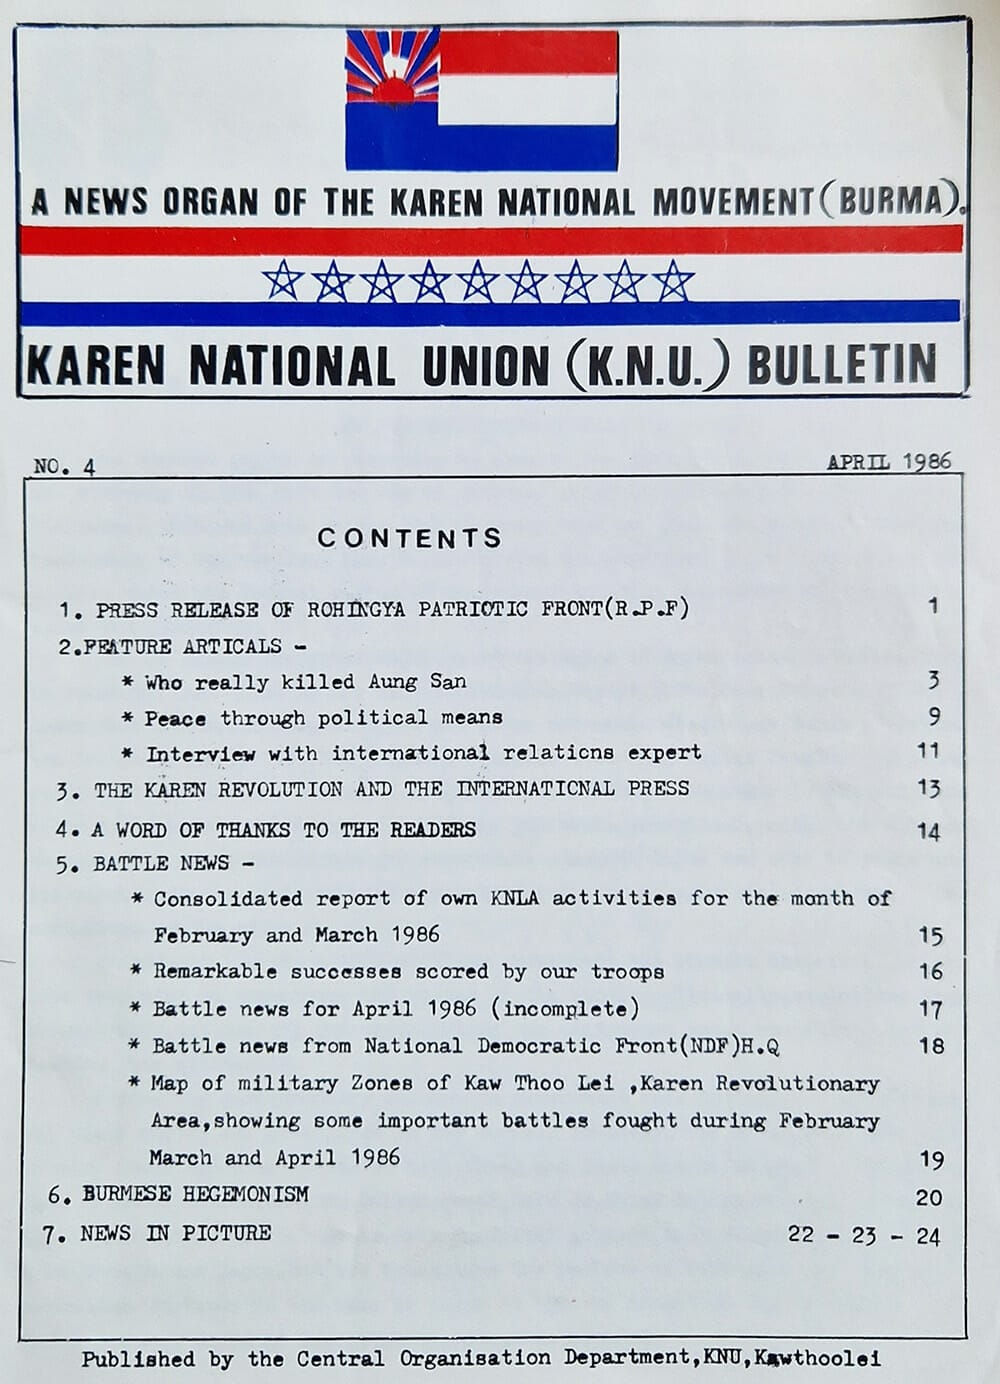 A NEWS ORGAN OF THE KAREN NATIONAL MOVEMENT (BURMA).
KAREN NATIONAL UNION (K.N.U.) BULLETIN
NO. 4 APRIL 1986
CONTENTS
1. PRESS RELEASE OF ROHINGYA PATRIOTIC FRONT(R.P.F) 1
2.FEATURE ARTICALS -
* Who really killed Aung San 3
* Peace through political means 9
* Interview with international relations expert 11
3. THE KAREN REVOLUTION AND THE INTERNATIONAL PRESS 13
4. A WORD OF THANKS TO THE READERS 14
5. BATTLE NEWS -
* Consolidated report of own KNLA activities for the month of
February and March 1986 15
* Remarkable successes scored by our troops 16
* Battle news for April 1986 (incomplete) 17
* Battle news from National Democratic Front(NDF)H.Q 18
* Map of military Zones of Kaw Thoo Lei ,Karen Revolutionary
Area,showing some important battles fought during February
March and April 1986 19
6. BURMESE HEGEMONISM 20
7. NEWS IN PICTURE 22 - 23 - 24
Published by the Central Organisation Department,KNU,Kawthoolei